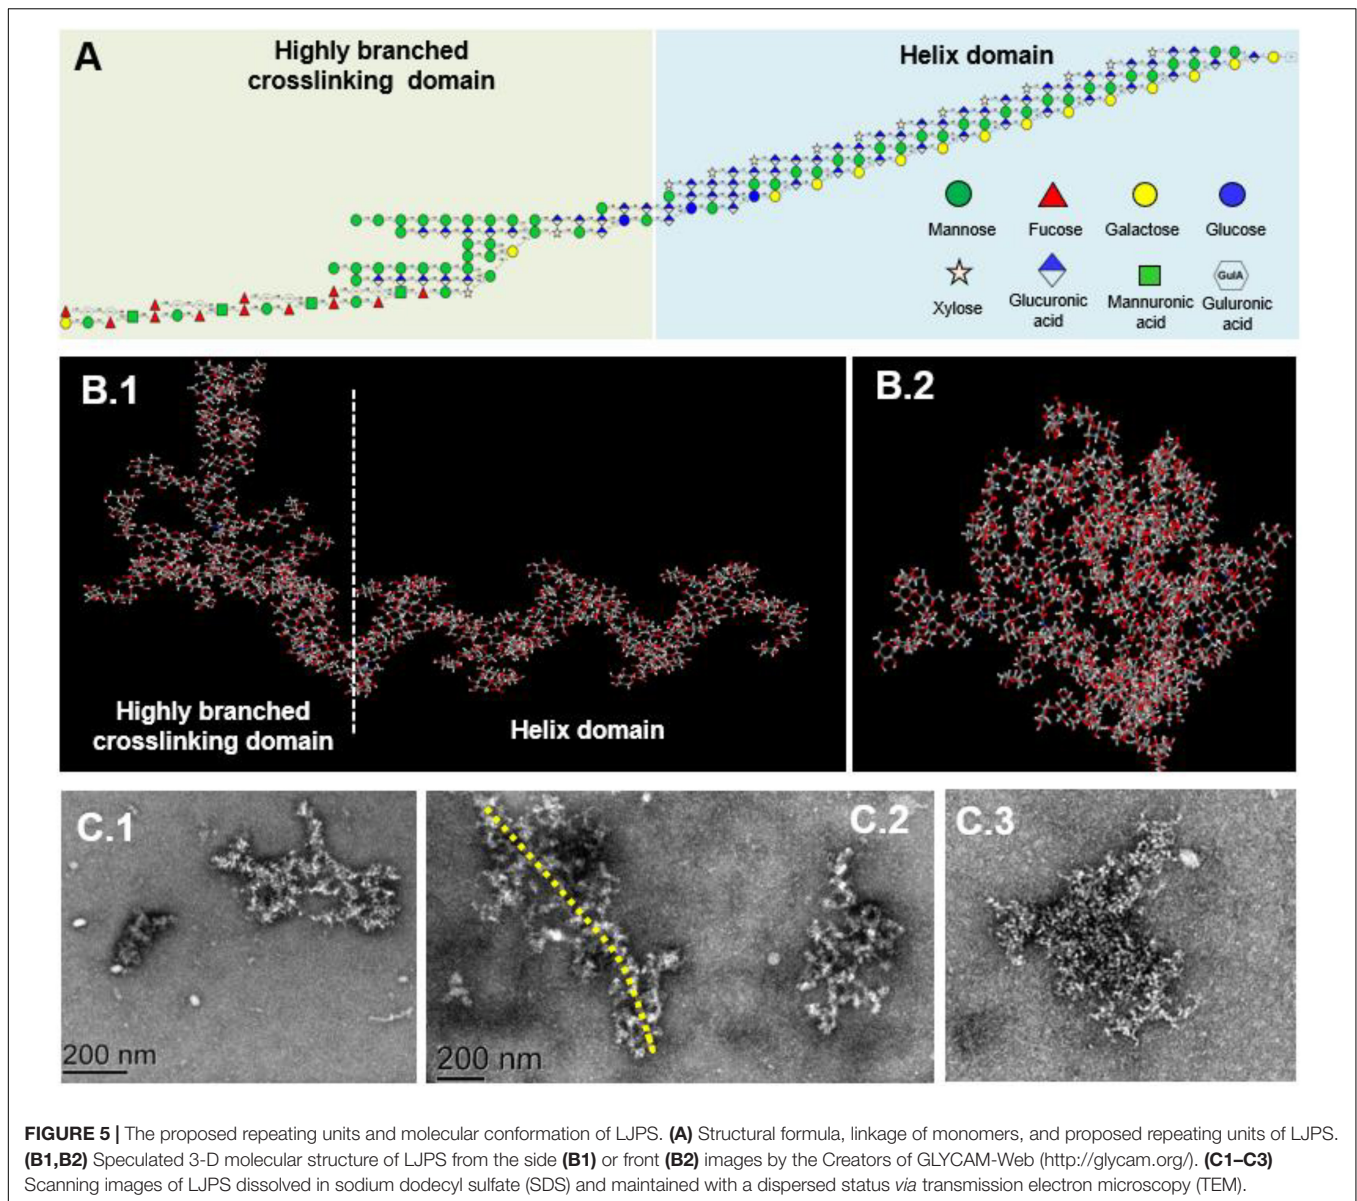 A
Highly branched
crosslinking domain
Helix domain
Mannose
Fucose
Galactose
Glucose
GulA
Xylose
Glucuronic
acid
Mannuronic
acid
Guluronic
acid
B.1
Highly branched
crosslinking domain
Helix domain
B.2
C.1
200 nm
C.2
200 nm
C.3
FIGURE 5 | The proposed repeating units and molecular conformation of LJPS. (A) Structural formula, linkage of monomers, and proposed repeating units of LJPS.
(B1,B2) Speculated 3-D molecular structure of LJPS from the side (B1) or front (B2) images by the Creators of GLYCAM-Web (http://glycam.org/). (C1–C3)
Scanning images of LJPS dissolved in sodium dodecyl sulfate (SDS) and maintained with a dispersed status via transmission electron microscopy (TEM).